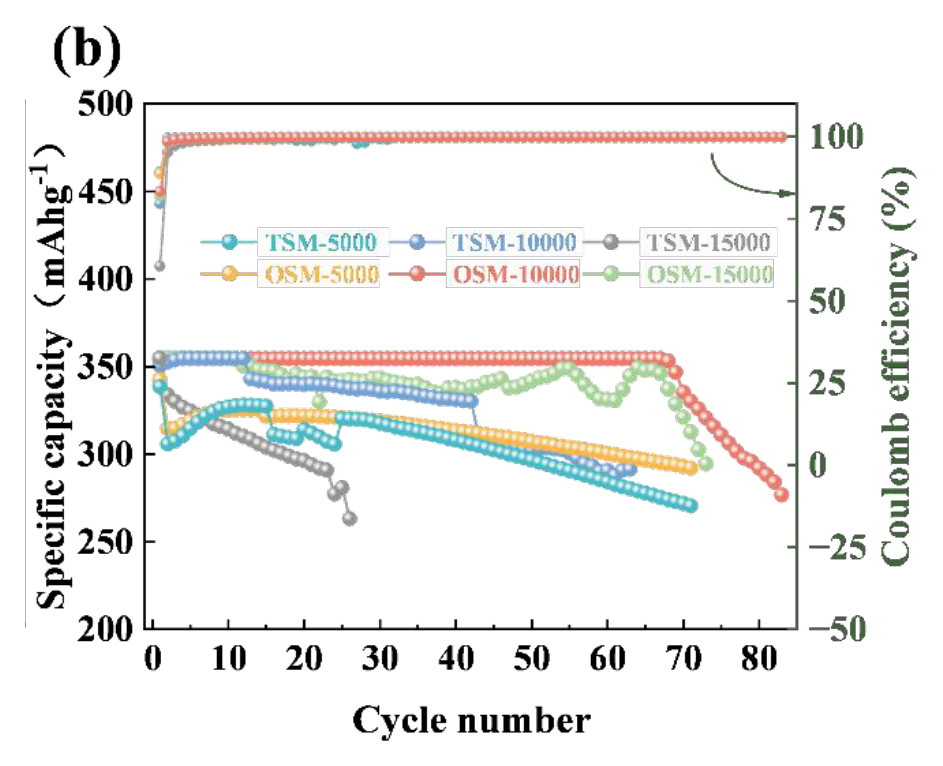 (b)
500
450
400
350
300
250
200
Specific capacity（mAhg-1）
100
75
50
25
0
−25
−50
Coulomb efficiency (%)
TSM-5000 TSM-10000 TSM-15000
OSM-5000 OSM-10000 OSM-15000
0 10 20 30 40 50 60 70 80
Cycle number